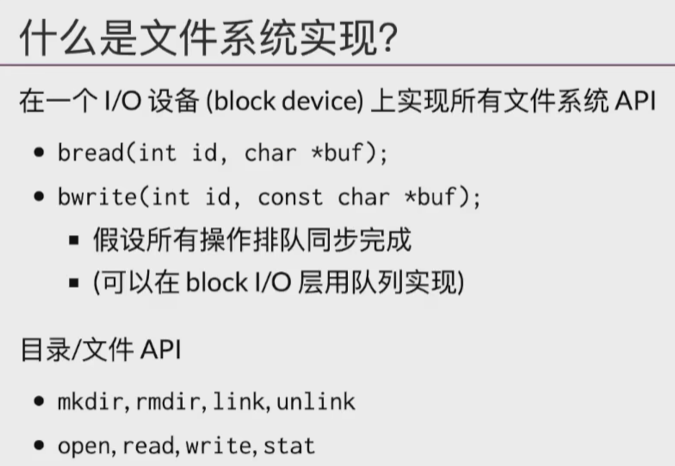 什么是文件系统实现?
在一个 I/O 设备 (block device) 上实现所有文件系统 API
• bread(int id, char *buf);
• bwrite(int id, const char *buf);
▪ 假设所有操作排队同步完成
▪ (可以在 block I/O 层用队列实现)
目录/文件 API
• mkdir, rmdir, link, unlink
• open, read, write, stat